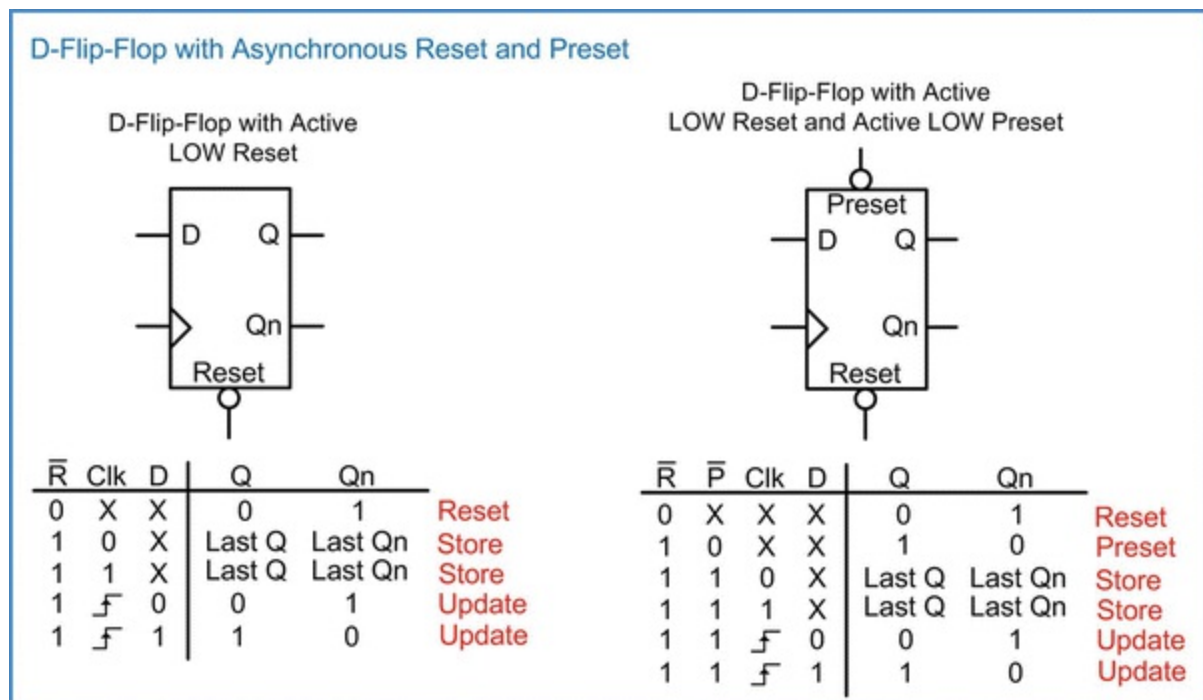 D-Flip-Flop with Asynchronous Reset and Preset
D-Flip-Flop with Active
LOW Reset
D Q
Qn
Reset
R̅ Clk D Q Qn
0 X X 0 1 Reset
1 0 X Last Q Last Qn Store
1 1 X Last Q Last Qn Store
1 0 0 1 Update
1 1 1 0 Update
D-Flip-Flop with Active
LOW Reset and Active LOW Preset
Preset
D Q
Qn
Reset
R̅ P̅ Clk D Q Qn
0 X X X 0 1 Reset
1 0 X X 1 0 Preset
1 1 0 X Last Q Last Qn Store
1 1 1 X Last Q Last Qn Store
1 1 0 0 1 Update
1 1 1 1 0 Update